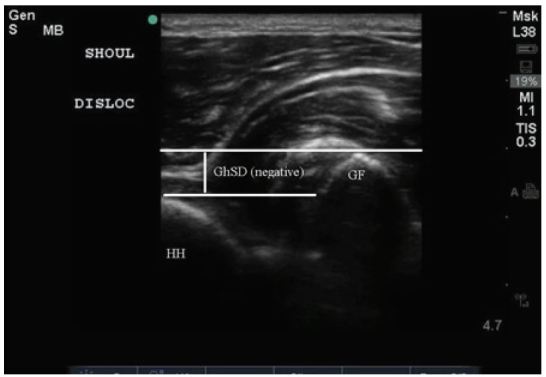 Gen
S MB
SHOUL
DISLOC
GhSD (negative)
GF
HH
Msk
L38
19%
MI
1.1
TIS
0.3
A
4.7